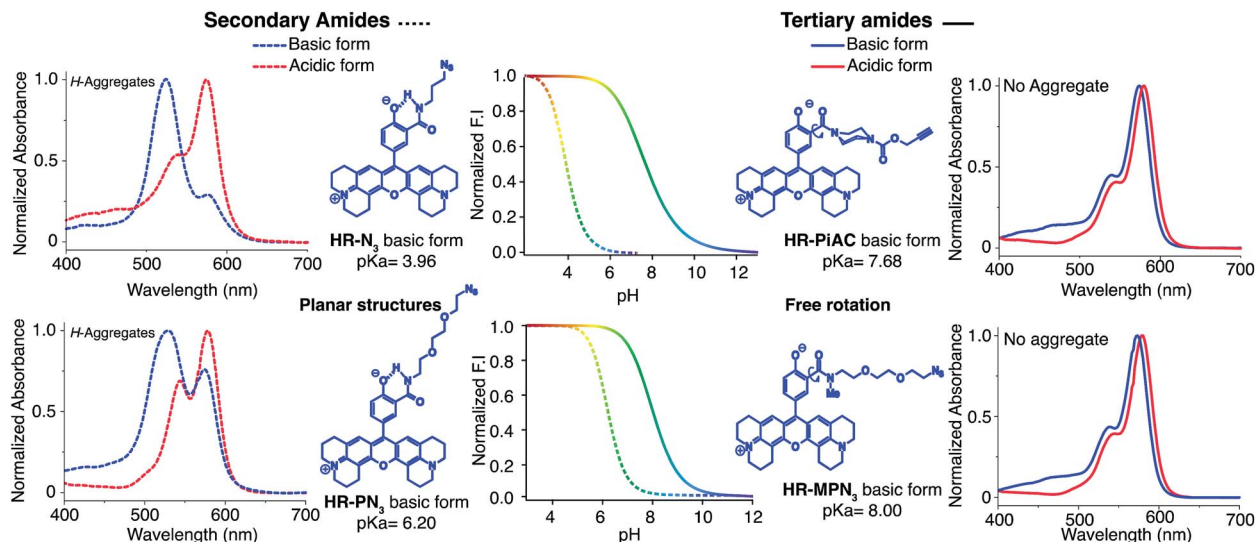 Secondary Amides
Basic form
Acidic form
Tertiary amides
Basic form
Acidic form
Normalized Absorbance
1.0
0.5
0
H-Aggregates
400 500 600 700
Wavelength (nm)
N3
H
⊖
O
N
O
N
⊕
O
N
HR-N3 basic form
pKa= 3.96
Normalized F.I
1.0
0.8
0.6
0.4
0.2
0.0
4 6 8 10 12
pH
⊖
O
O
N
N
O
O
N
⊕
O
N
HR-PiAC basic form
pKa= 7.68
Normalized Absorbance
1.0
0.5
0
No Aggregate
400 500 600 700
Wavelength (nm)
Planar structures
Free rotation
Normalized Absorbance
1.0
0.5
0
H-Aggregates
400 500 600 700
Wavelength (nm)
N3
O
O
H
⊖
O
N
O
N
⊕
O
N
HR-PN3 basic form
pKa= 6.20
Normalized F.I
1.0
0.8
0.6
0.4
0.2
0.0
4 6 8 10 12
pH
⊖
O
O
N
Me
O
O
N3
N
⊕
O
N
HR-MPN3 basic form
pKa= 8.00
Normalized Absorbance
1.0
0.5
0
No aggregate
400 500 600 700
Wavelength (nm)